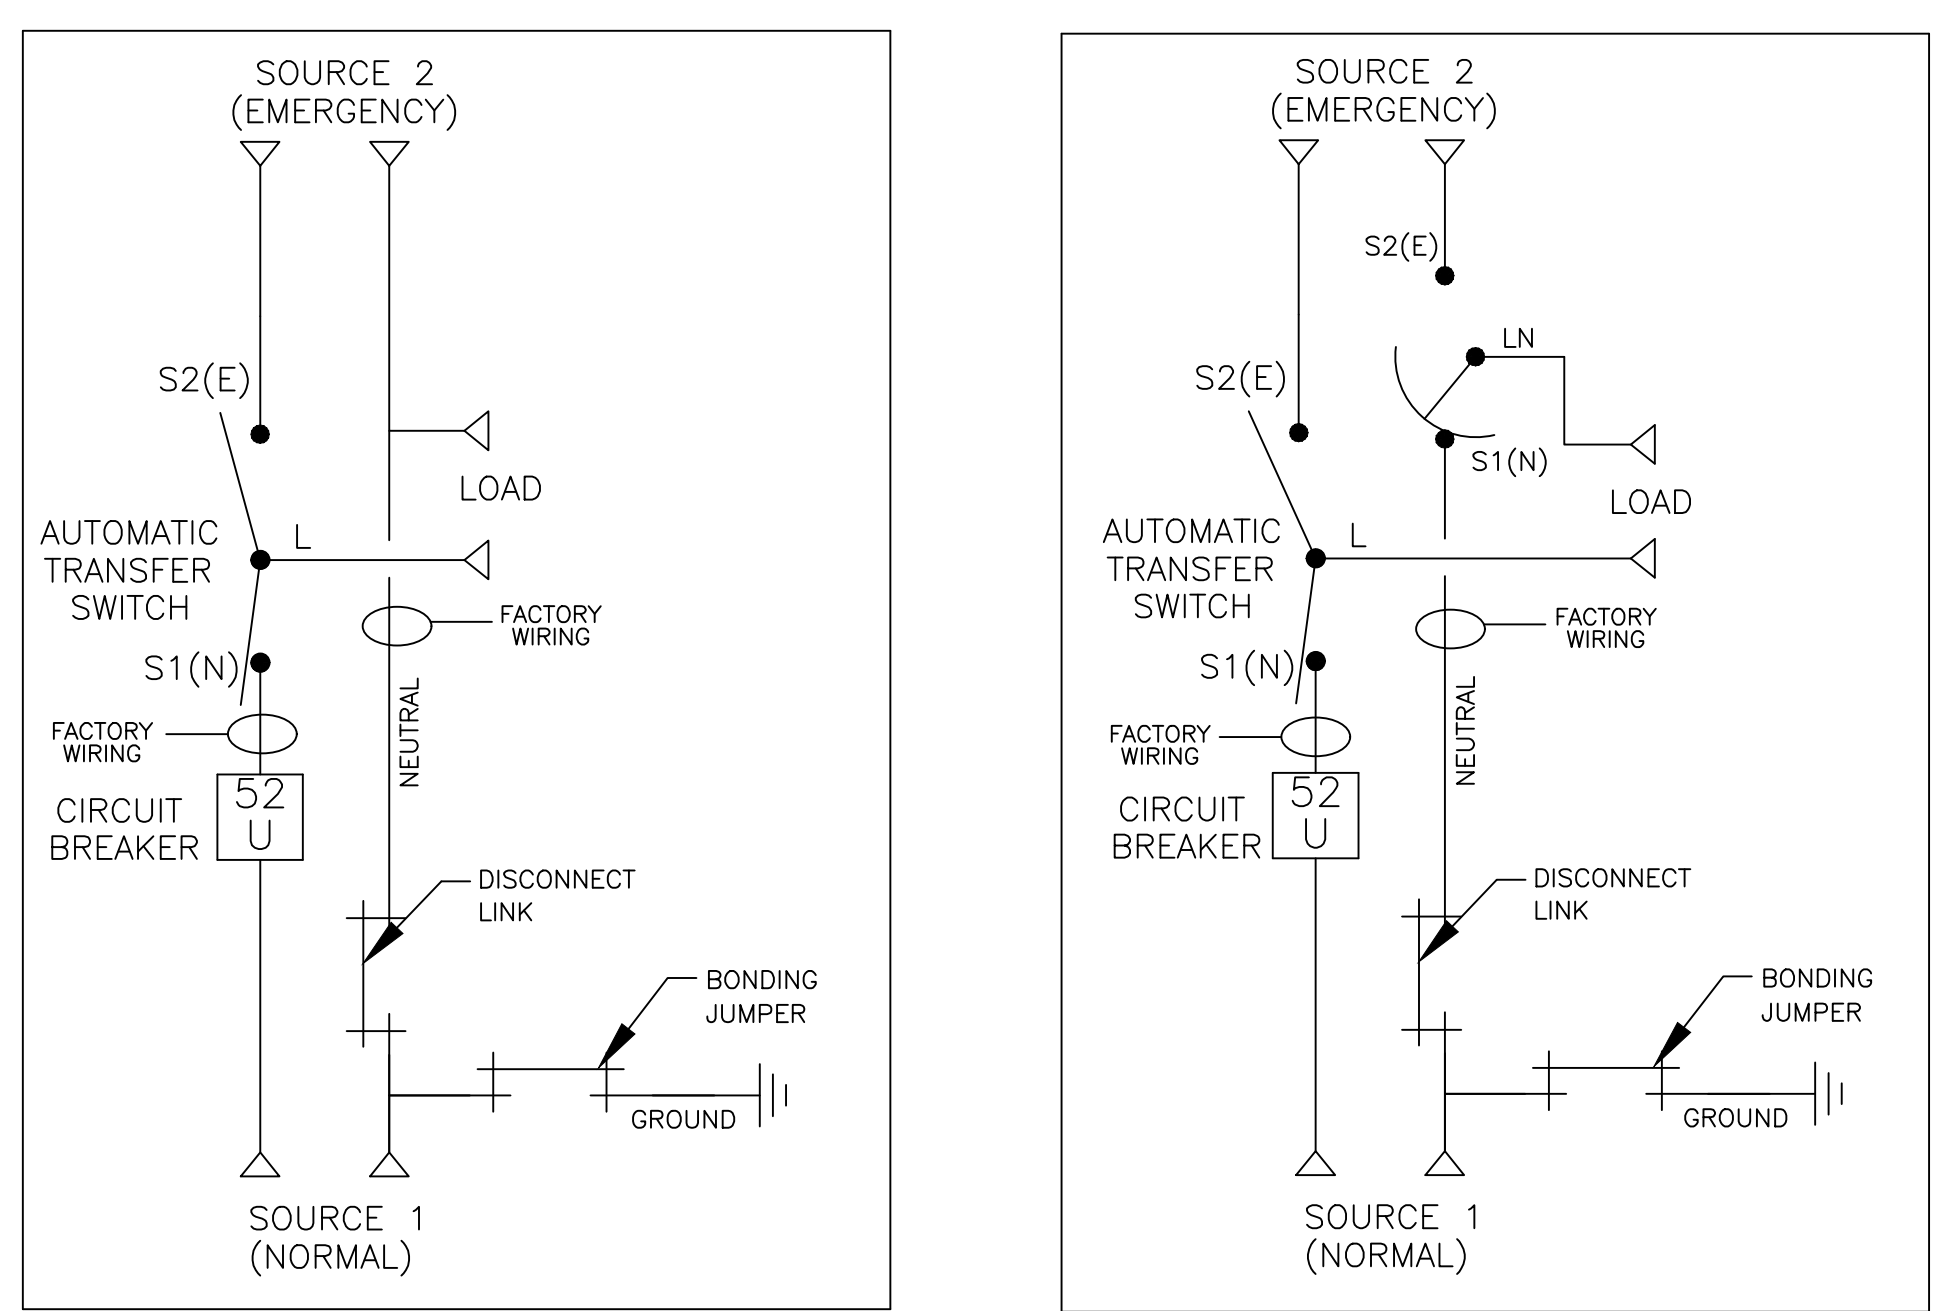 SOURCE 2
(EMERGENCY)
S2(E)
LOAD
AUTOMATIC
TRANSFER
SWITCH
L
FACTORY
WIRING
S1(N)
NEUTRAL
FACTORY
WIRING
52
U
CIRCUIT
BREAKER
DISCONNECT
LINK
BONDING
JUMPER
GROUND
SOURCE 1
(NORMAL)
SOURCE 2
(EMERGENCY)
S2(E)
LN
S2(E)
S1(N)
LOAD
AUTOMATIC
TRANSFER
SWITCH
L
FACTORY
WIRING
S1(N)
NEUTRAL
FACTORY
WIRING
52
U
CIRCUIT
BREAKER
DISCONNECT
LINK
BONDING
JUMPER
GROUND
SOURCE 1
(NORMAL)